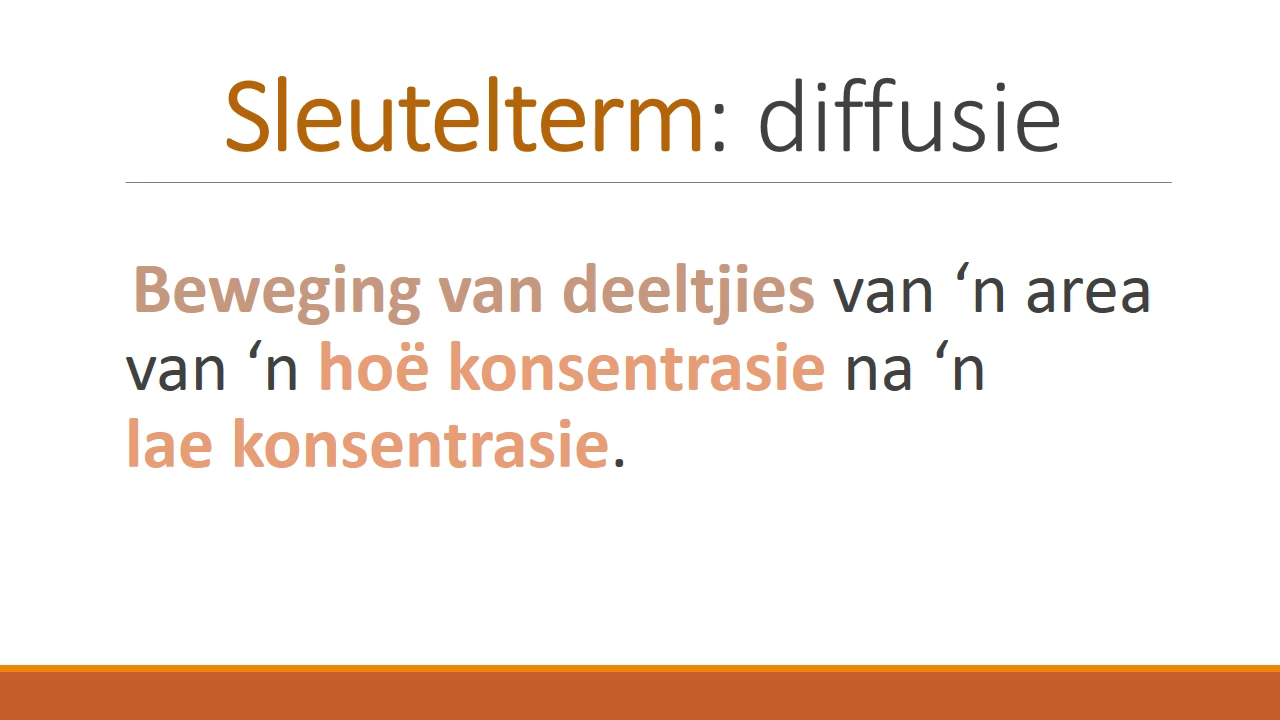 Sleutelterm: diffusie
Beweging van deeltjies van ‘n area
van ‘n hoë konsentrasie na ‘n
lae konsentrasie.